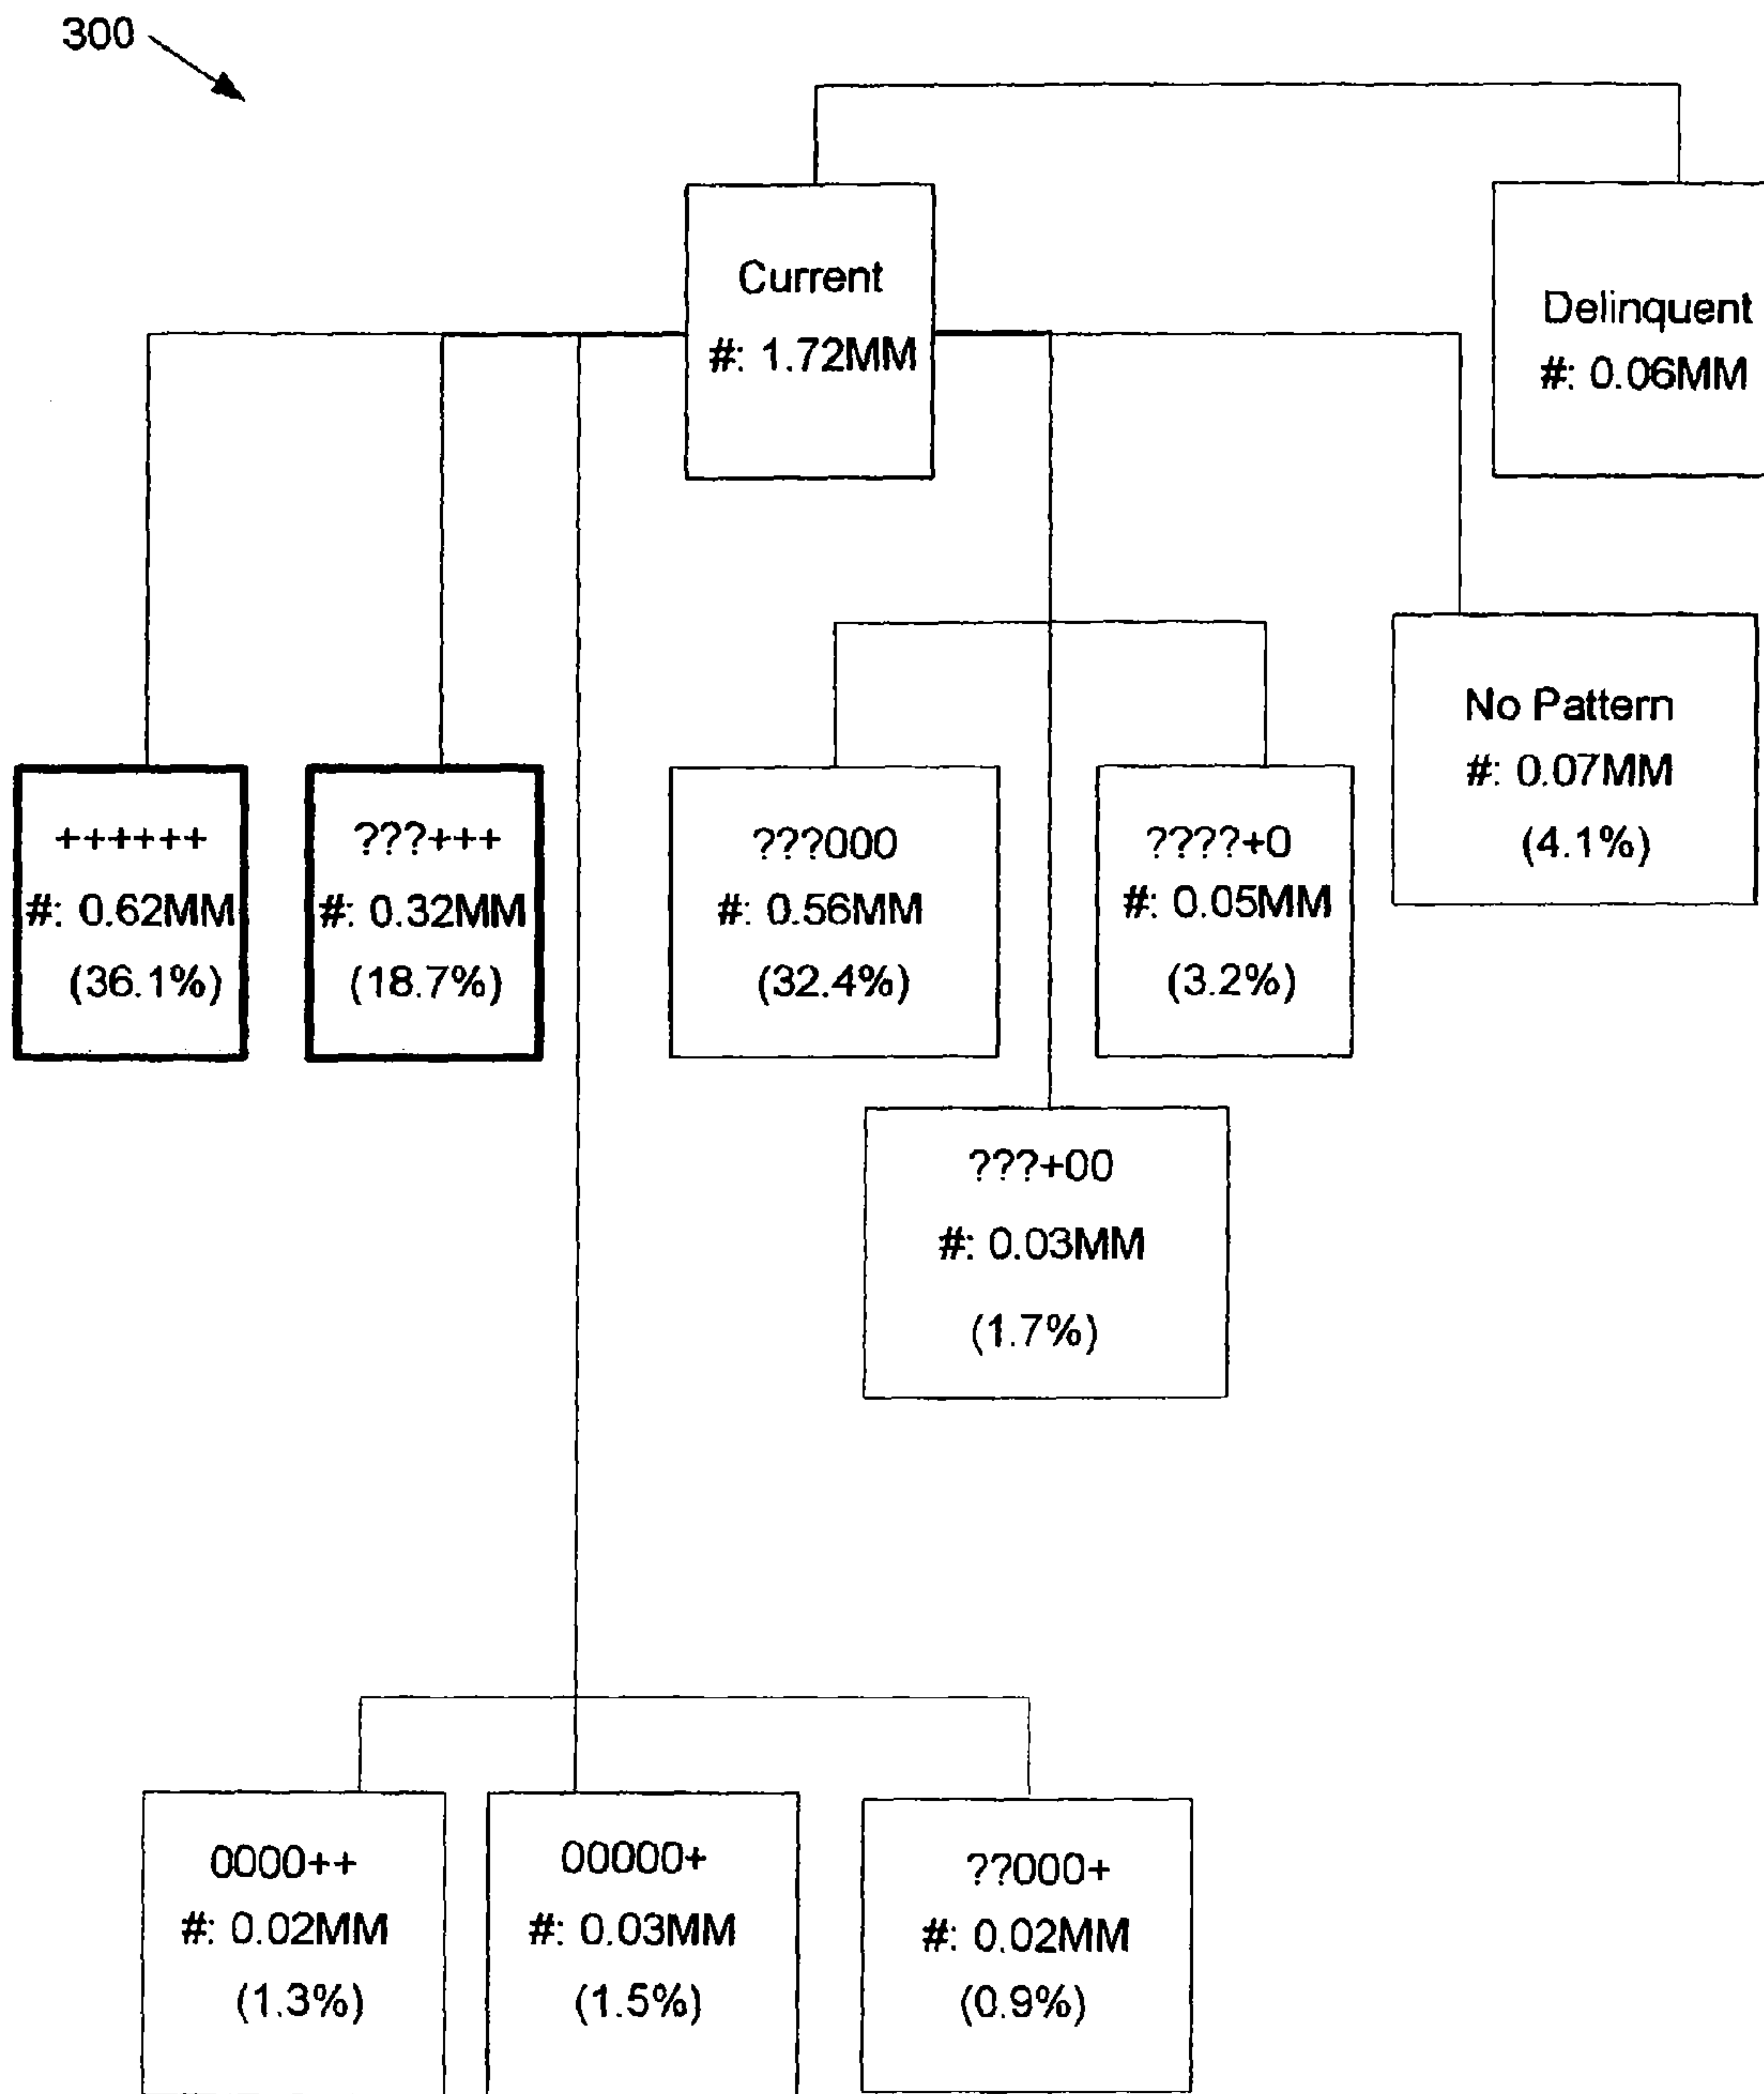 300
Current
#: 1.72MM
Delinquent
#: 0.06MM
++++++
#: 0.62MM
(36.1%)
???+++
#: 0.32MM
(18.7%)
???000
#: 0.56MM
(32.4%)
????+0
#: 0.05MM
(3.2%)
No Pattern
#: 0.07MM
(4.1%)
???+00
#: 0.03MM
(1.7%)
0000++
#: 0.02MM
(1.3%)
00000+
#: 0.03MM
(1.5%)
??000+
#: 0.02MM
(0.9%)